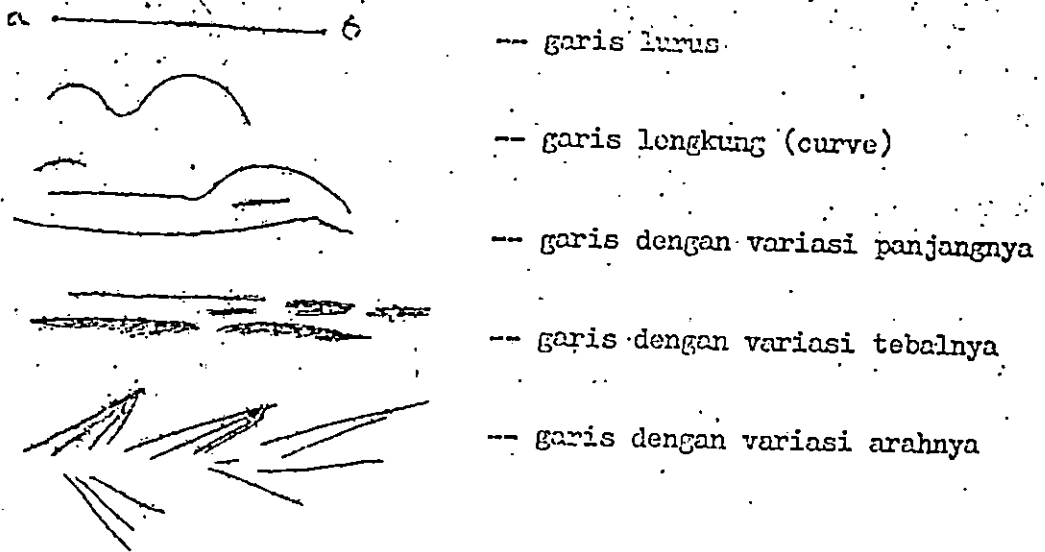 a b -- garis lurus
-- garis lengkung (curve)
-- garis dengan variasi panjangnya
-- garis dengan variasi tebalnya
-- garis dengan variasi arahnya